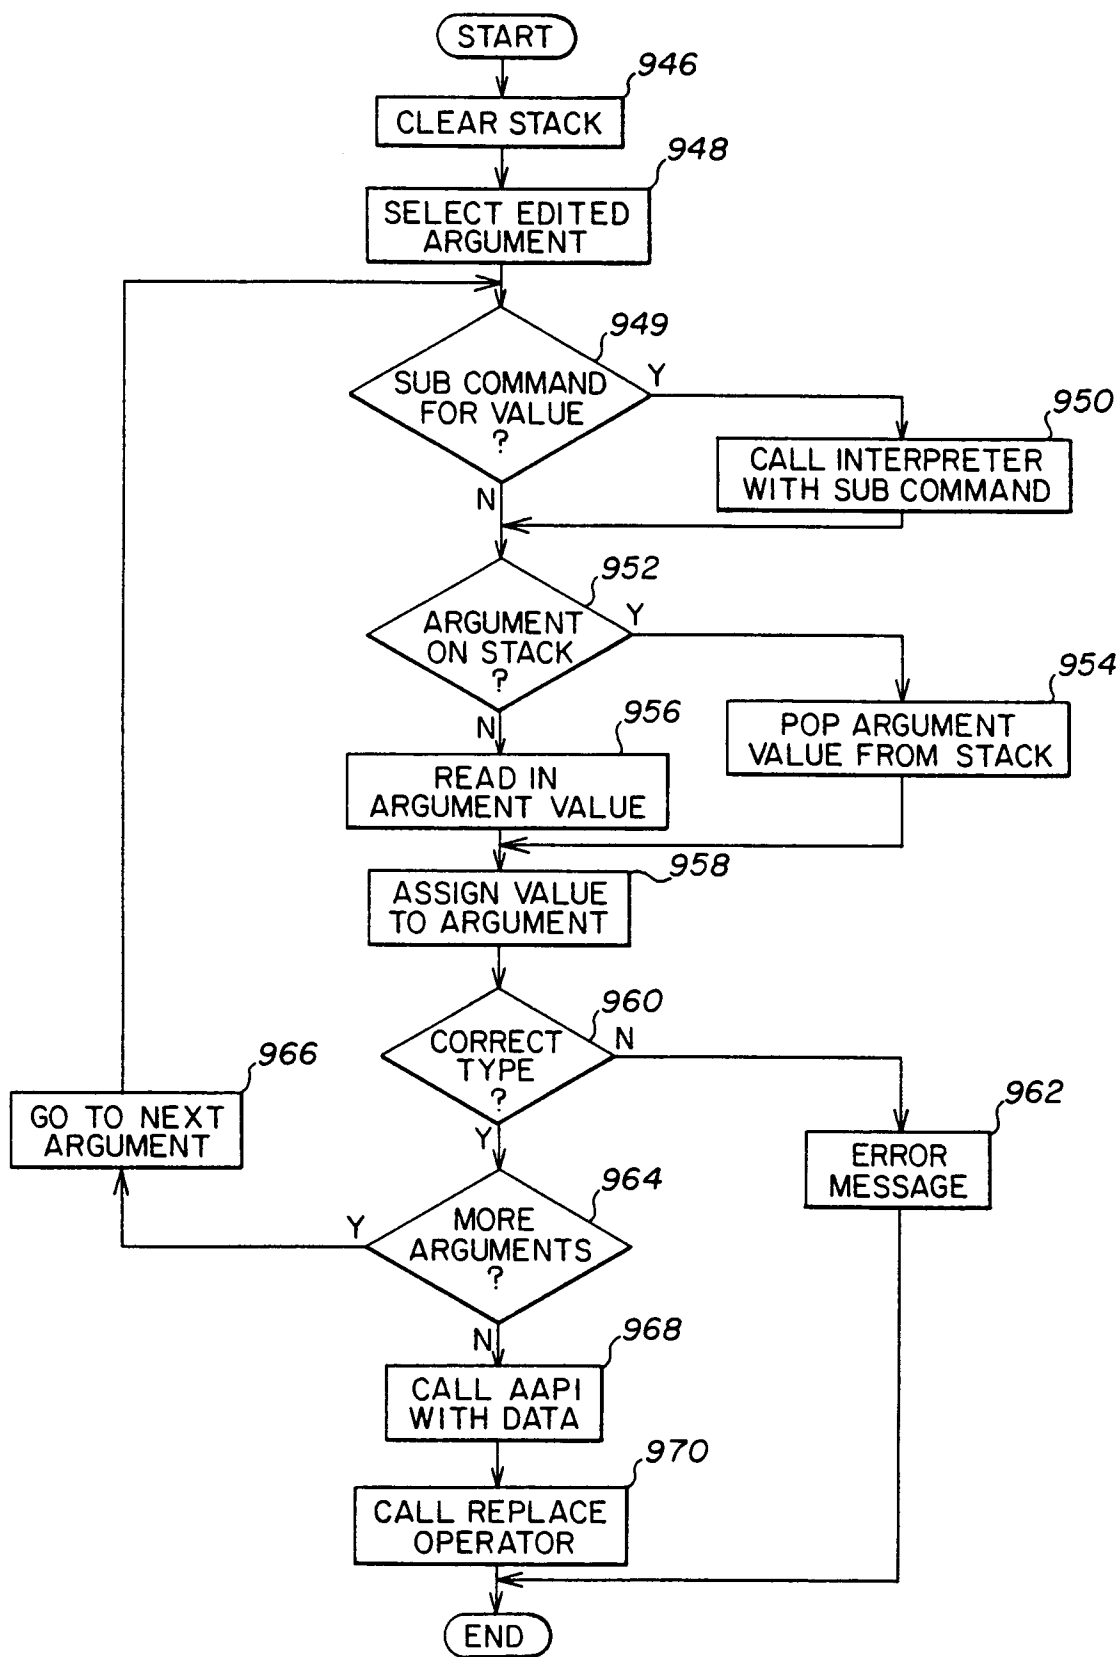 START
946
CLEAR STACK
948
SELECT EDITED
ARGUMENT
949
SUB COMMAND
FOR VALUE
?
Y
N
950
CALL INTERPRETER
WITH SUB COMMAND
952
ARGUMENT
ON STACK
?
Y
N
954
POP ARGUMENT
VALUE FROM STACK
956
READ IN
ARGUMENT VALUE
958
ASSIGN VALUE
TO ARGUMENT
960
CORRECT
TYPE
?
N
Y
962
ERROR
MESSAGE
964
MORE
ARGUMENTS
?
Y
N
966
GO TO NEXT
ARGUMENT
968
CALL AAPI
WITH DATA
970
CALL REPLACE
OPERATOR
END